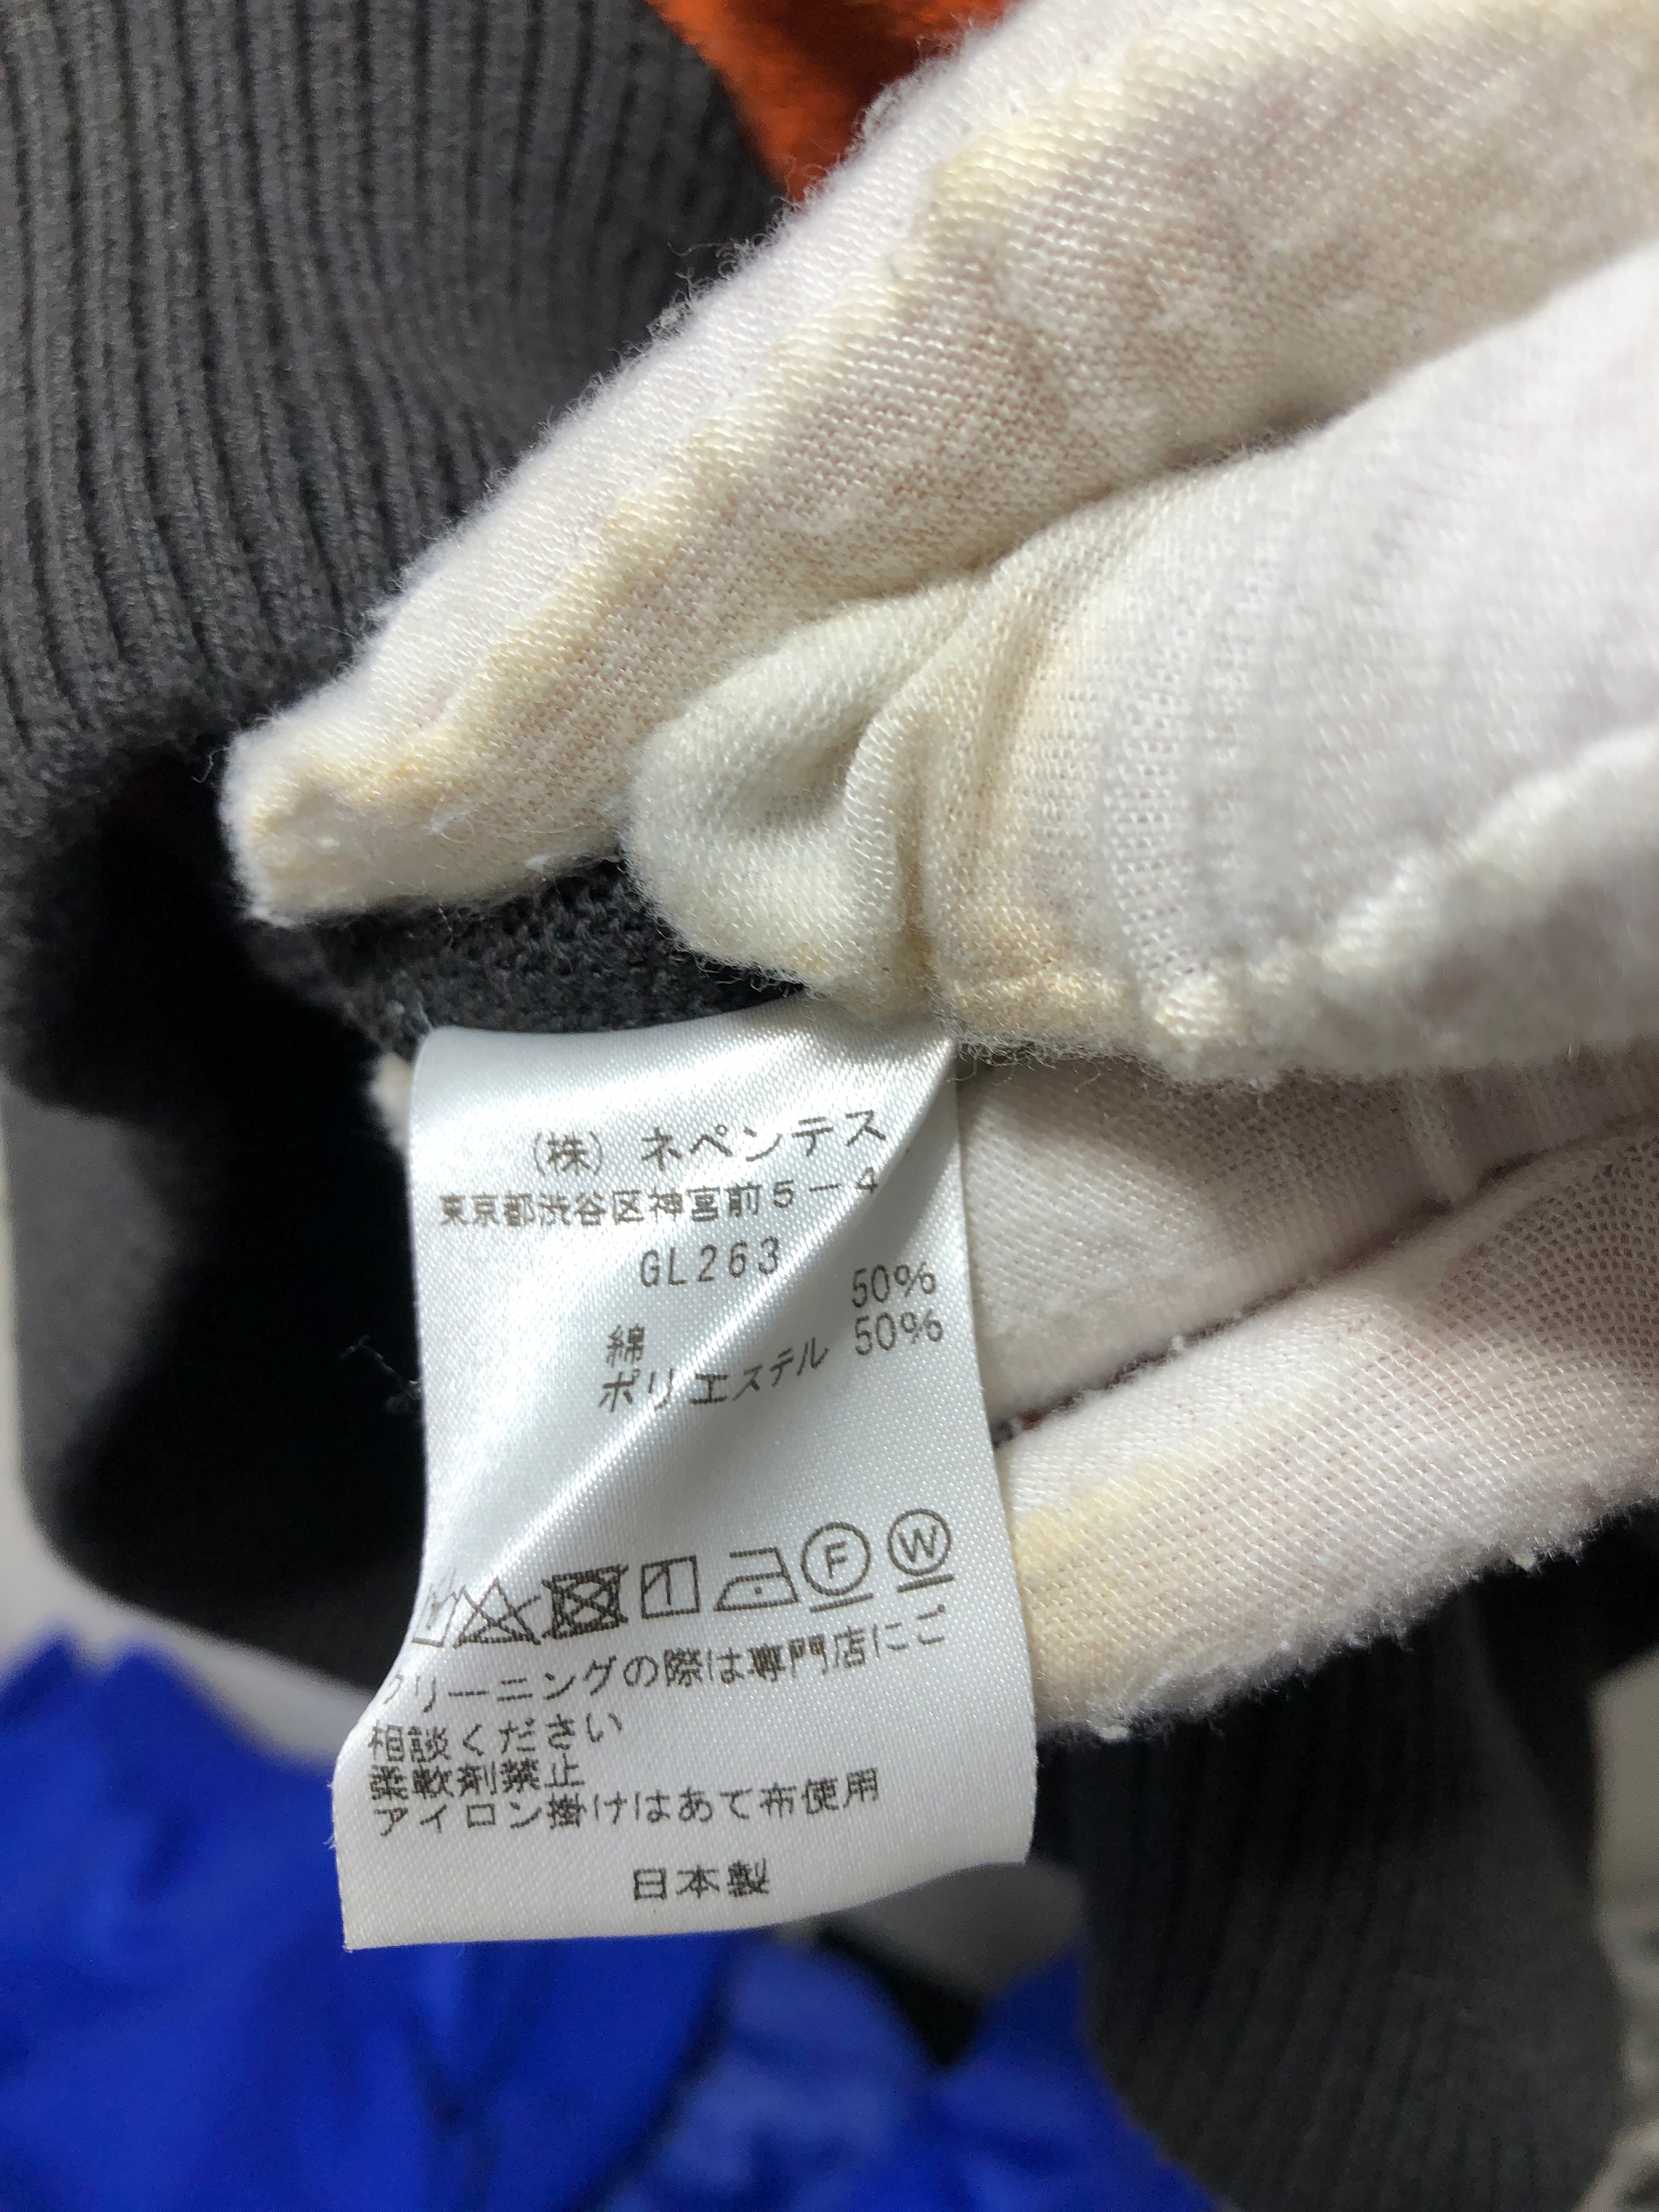 (株) ネペンテス
東京都渋谷区神宮前5-4
GL263
綿 50%
ポリエステル 50%
F W
クリーニングの際は専門店にご
相談ください
柔軟剤禁止
アイロン掛けはあて布使用
日本製